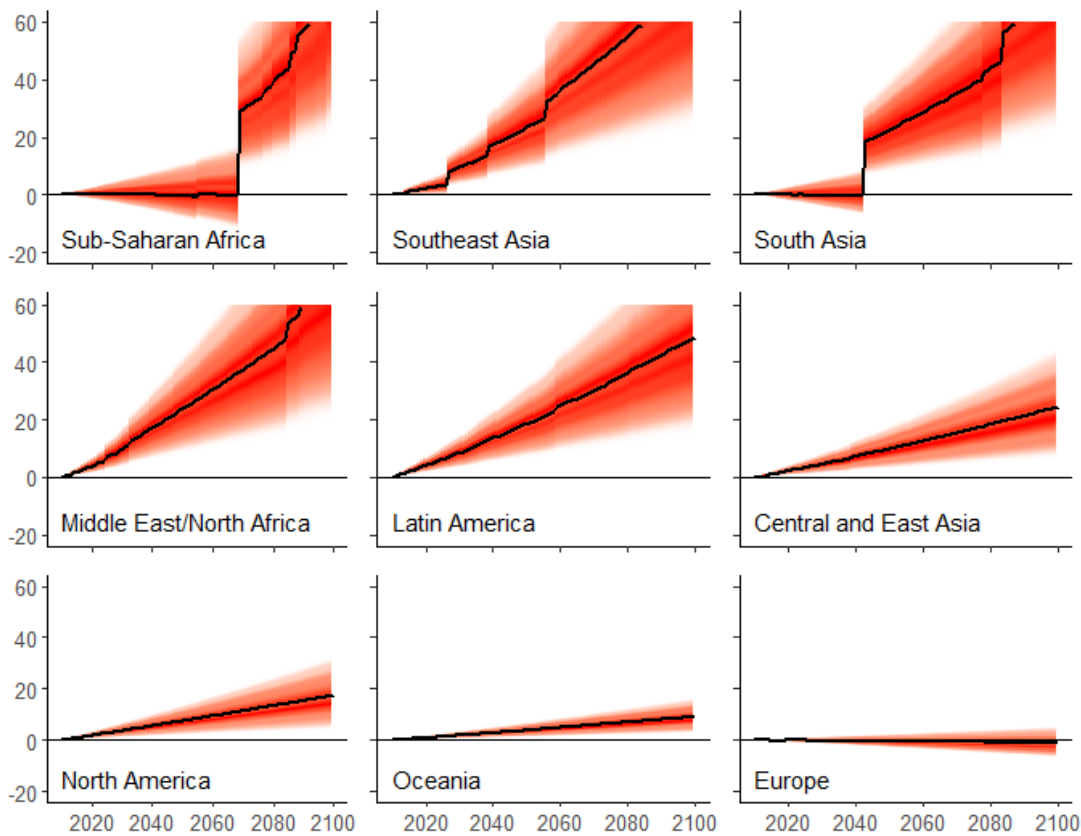 60
40
20
0
-20
Sub-Saharan Africa
Southeast Asia
South Asia
60
40
20
0
-20
Middle East/North Africa
Latin America
Central and East Asia
60
40
20
0
-20
North America
Oceania
Europe
2020 2040 2060 2080 2100
2020 2040 2060 2080 2100
2020 2040 2060 2080 2100